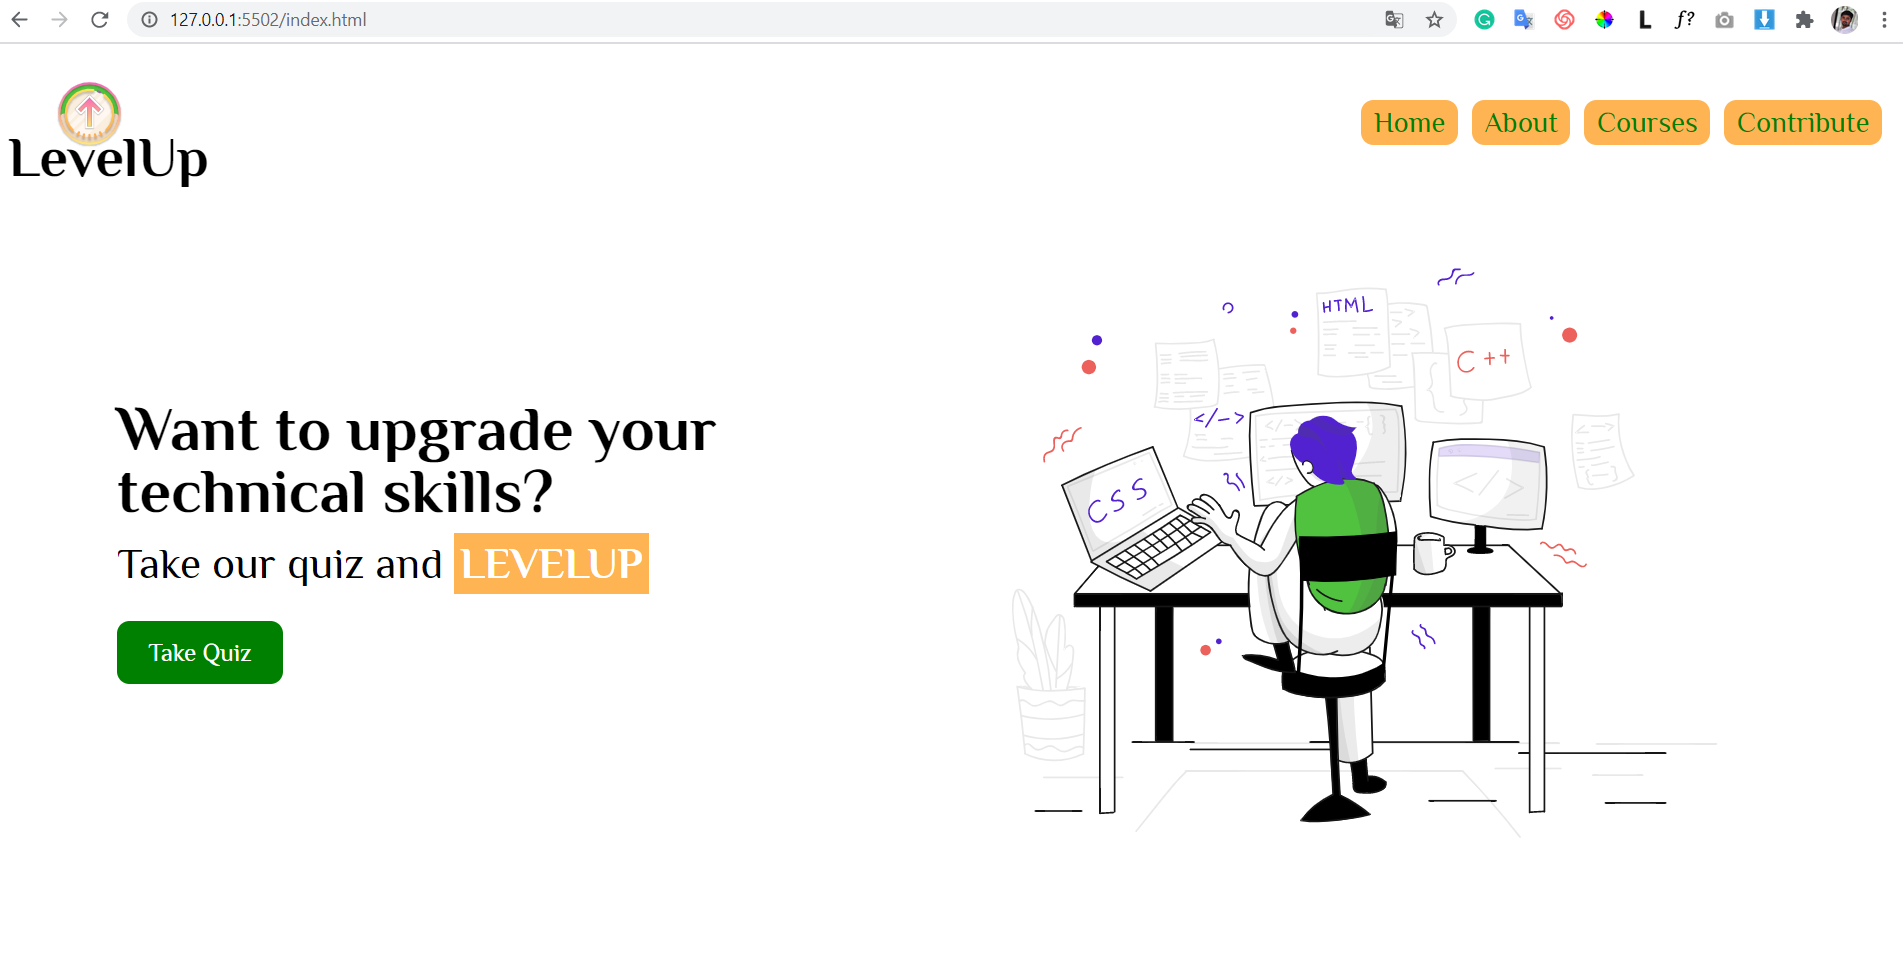 127.0.0.1:5502/index.html
L
f?
LevelUp
Home
About
Courses
Contribute
Want to upgrade your
technical skills?
Take our quiz and LEVELUP
Take Quiz
HTML
C++
</->
CSS
</>
</>
</>